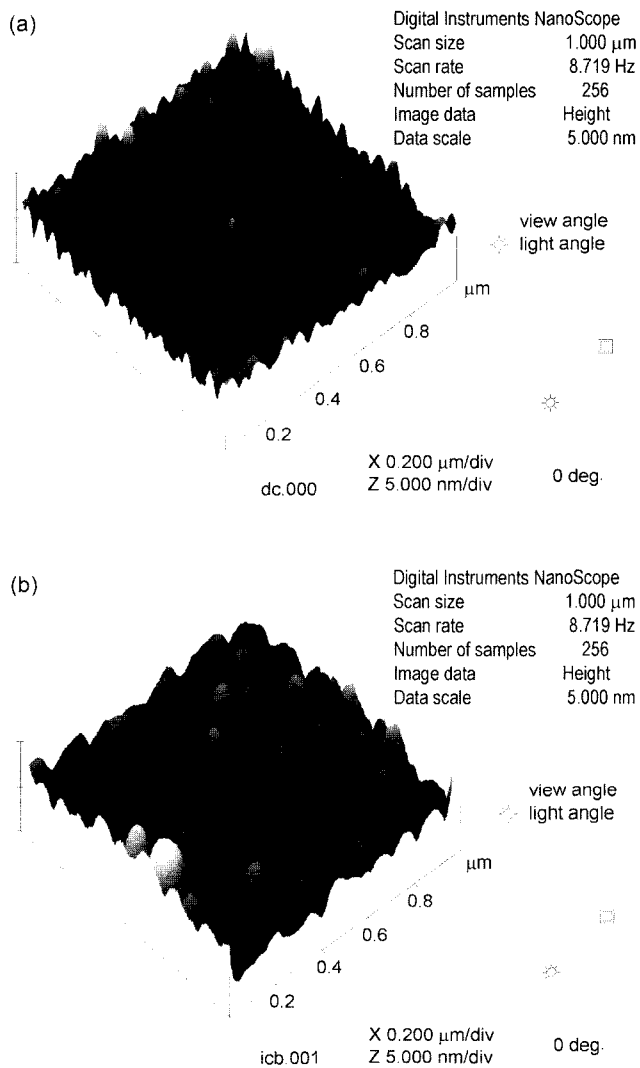 (a)
Digital Instruments NanoScope
Scan size 1.000 μm
Scan rate 8.719 Hz
Number of samples 256
Image data Height
Data scale 5.000 nm
view angle
light angle
μm
0.8
0.6
0.4
0.2
X 0.200 μm/div
Z 5.000 nm/div
0 deg.
dc.000
(b)
Digital Instruments NanoScope
Scan size 1.000 μm
Scan rate 8.719 Hz
Number of samples 256
Image data Height
Data scale 5.000 nm
view angle
light angle
μm
0.8
0.6
0.4
0.2
X 0.200 μm/div
Z 5.000 nm/div
0 deg.
icb.001